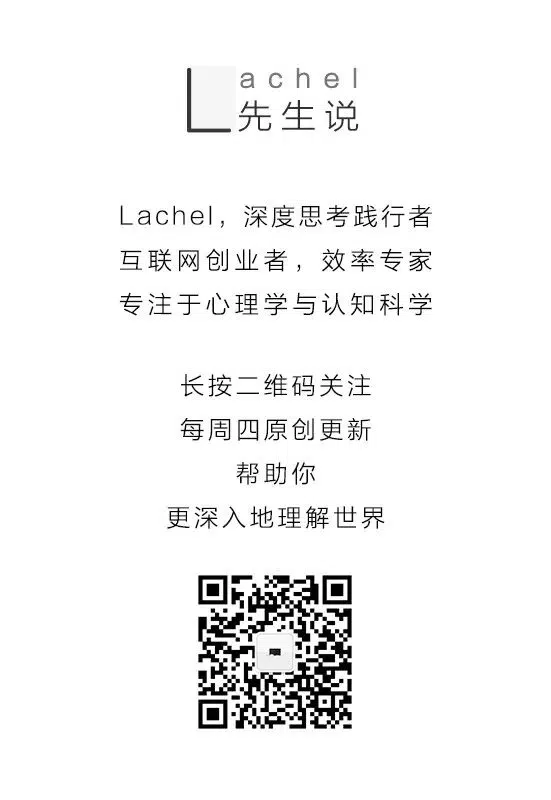 Lachel
先生说
Lachel，深度思考践行者
互联网创业者，效率专家
专注于心理学与认知科学
长按二维码关注
每周四原创更新
帮助你
更深入地理解世界